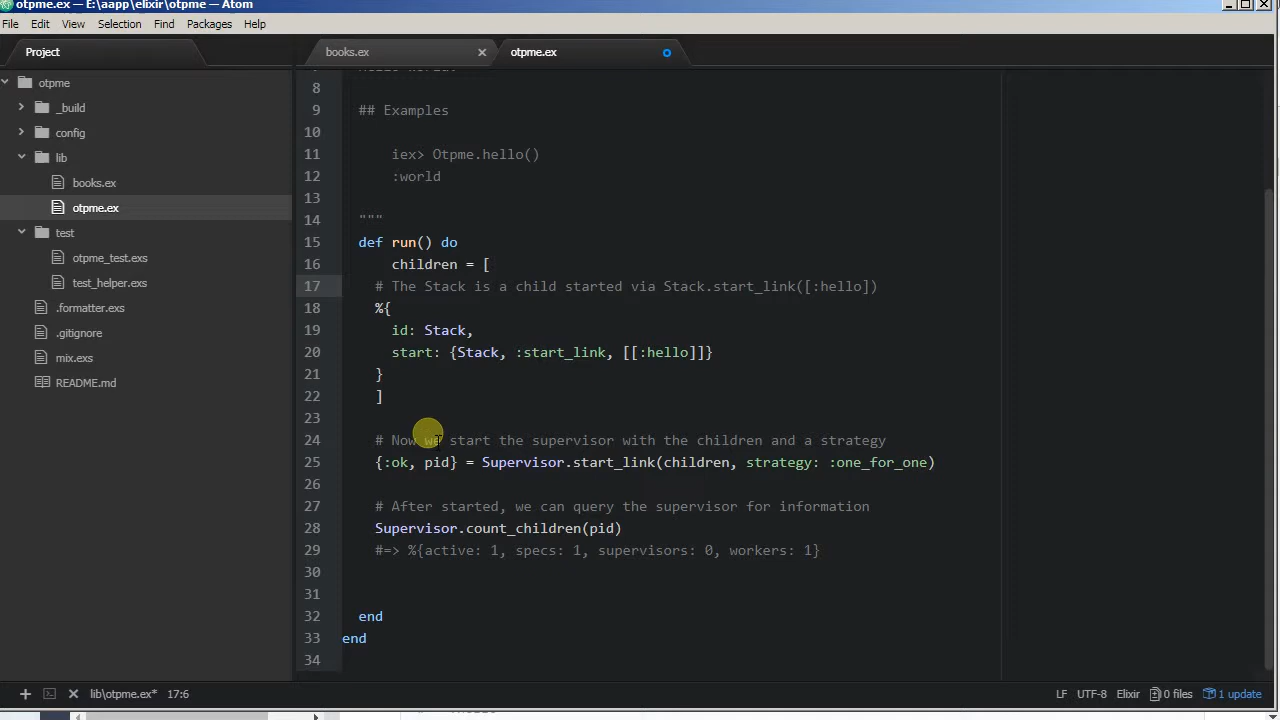 otpme.ex — E:\aapp\elixir\otpme — Atom
File Edit View Selection Find Packages Help
Project
books.ex
otpme.ex
otpme
_build
config
lib
books.ex
otpme.ex
test
otpme_test.exs
test_helper.exs
.formatter.exs
.gitignore
mix.exs
README.md
8
9 ## Examples
10
11 iex> Otpme.hello()
12 :world
13
14 """
15 def run() do
16 children = [
17 # The Stack is a child started via Stack.start_link([:hello])
18 %{
19 id: Stack,
20 start: {Stack, :start_link, [[:hello]]}
21 }
22 ]
23
24 # Now we start the supervisor with the children and a strategy
25 {:ok, pid} = Supervisor.start_link(children, strategy: :one_for_one)
26
27 # After started, we can query the supervisor for information
28 Supervisor.count_children(pid)
29 #=> %{active: 1, specs: 1, supervisors: 0, workers: 1}
30
31
32 end
33 end
34
lib\otpme.ex* 17:6 LF UTF-8 Elixir 0 files 1 update